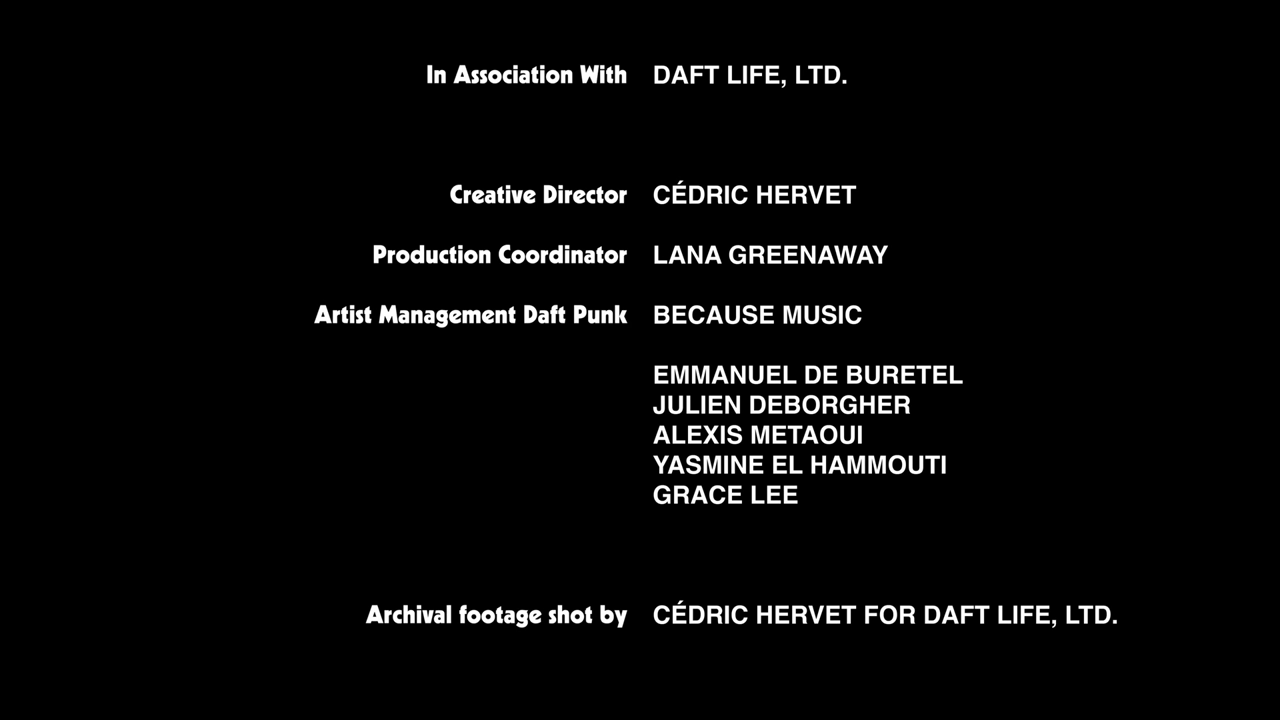 In Association With DAFT LIFE, LTD.
Creative Director CÉDRIC HERVET
Production Coordinator LANA GREENAWAY
Artist Management Daft Punk BECAUSE MUSIC
EMMANUEL DE BURETEL
JULIEN DEBORGHER
ALEXIS METAOUI
YASMINE EL HAMMOUTI
GRACE LEE
Archival footage shot by CÉDRIC HERVET FOR DAFT LIFE, LTD.